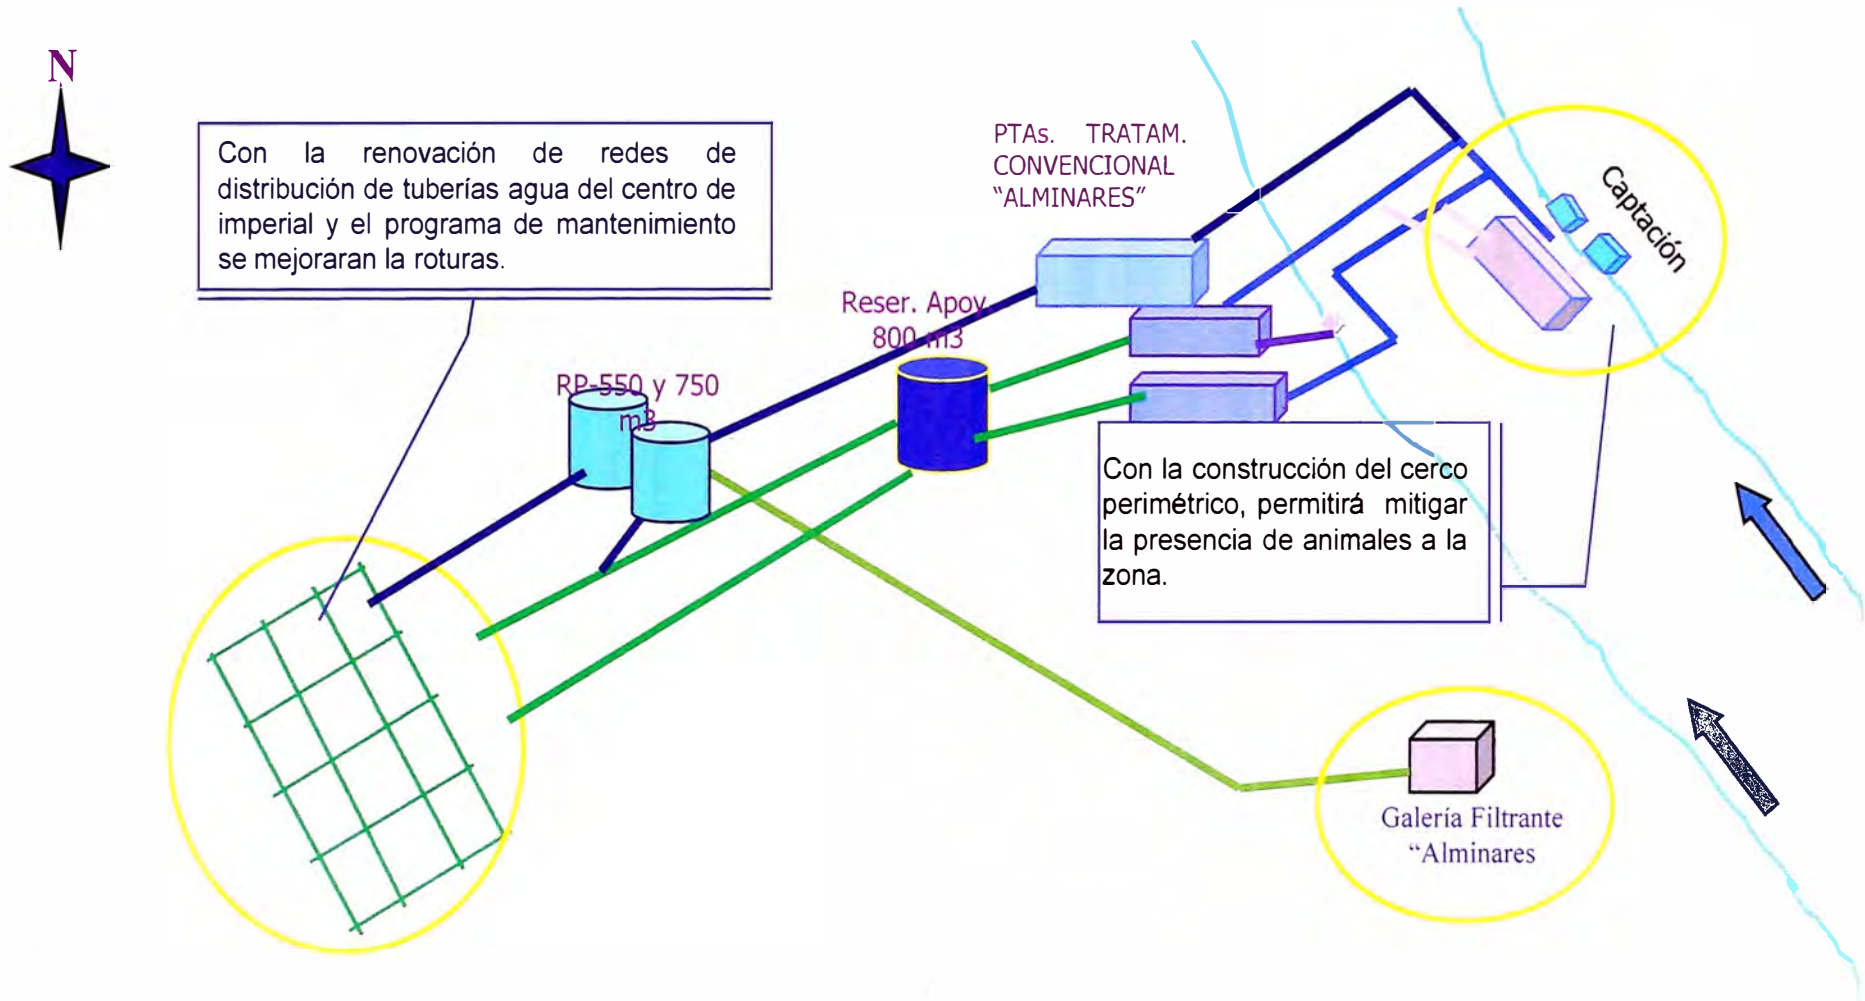 N
Con la renovación de redes de
distribución de tuberías agua del centro de
imperial y el programa de mantenimiento
se mejoraran la roturas.
PTAs. TRATAM.
CONVENCIONAL
“ALMINARES”
Captación
Reser. Apoy.
800 m3
RP-550 y 750
m3
Con la construcción del cerco
perimétrico, permitirá mitigar
la presencia de animales a la
zona.
Galería Filtrante
“Alminares